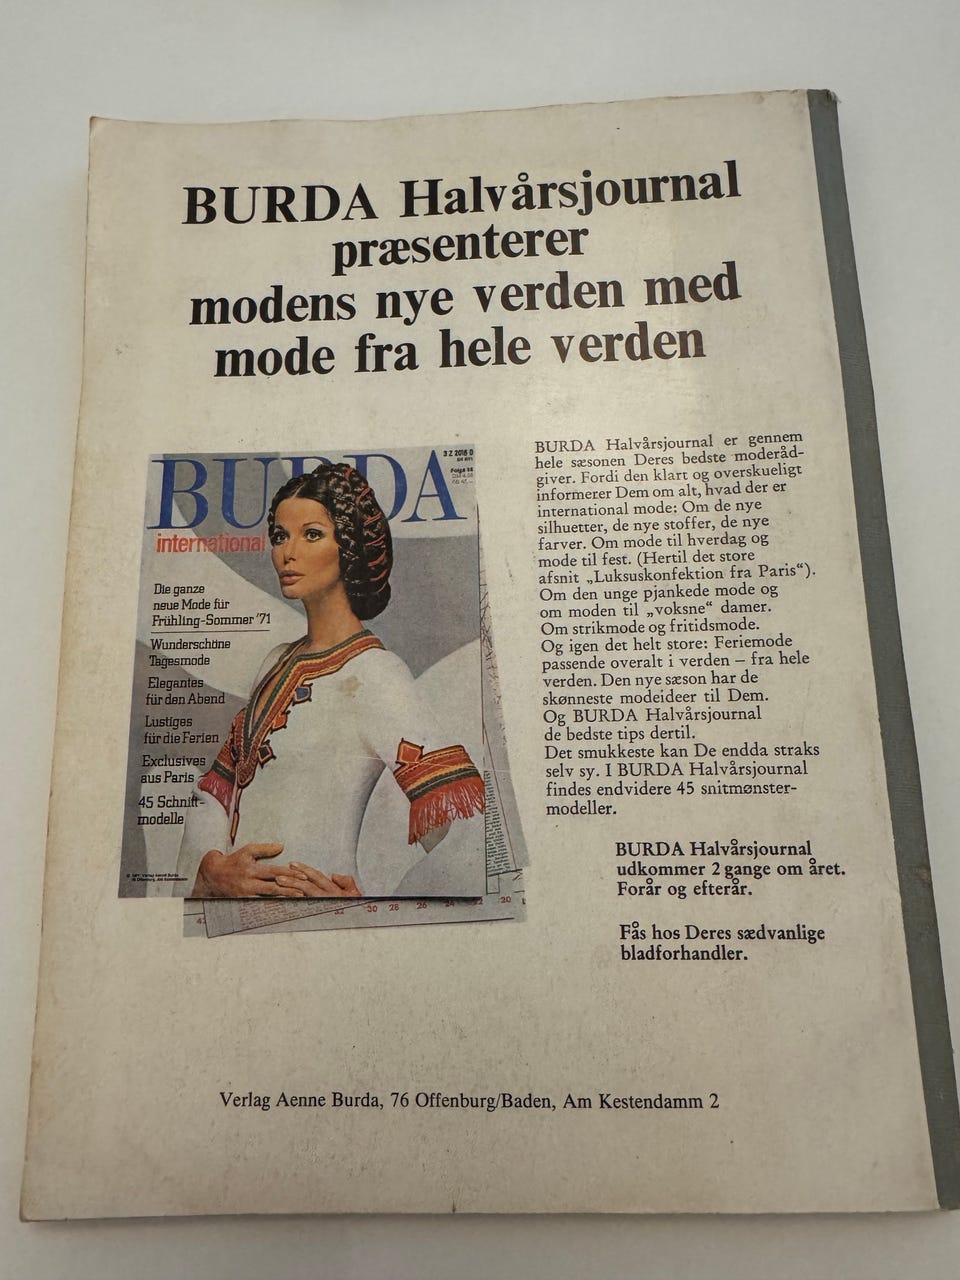 BURDA Halvårsjournal
præsenterer
modens nye verden med
mode fra hele verden
BURDA
international
3 Z 2016 D
Die ganze
neue Mode für
Frühling-Sommer '71
Wunderschöne
Tagesmode
Elegantes
für den Abend
Lustiges
für die Ferien
Exclusives
aus Paris
45 Schnitt-
modelle
30 28 26 24 22 20
BURDA Halvårsjournal er gennem
hele sæsonen Deres bedste moderåd-
giver. Fordi den klart og overskueligt
informerer Dem om alt, hvad der er
international mode: Om de nye
silhuetter, de nye stoffer, de nye
farver. Om mode til hverdag og
mode til fest. (Hertil det store
afsnit „Luksuskonfektion fra Paris“).
Om den unge pjankede mode og
om moden til „voksne“ damer.
Om strikmode og fritidsmode.
Og igen det helt store: Feriemode
passende overalt i verden – fra hele
verden. Den nye sæson har de
skønneste modeideer til Dem.
Og BURDA Halvårsjournal
de bedste tips dertil.
Det smukkeste kan De endda straks
selv sy. I BURDA Halvårsjournal
findes endvidere 45 snitmønster-
modeller.
BURDA Halvårsjournal
udkommer 2 gange om året.
Forår og efterår.
Fås hos Deres sædvanlige
bladforhandler.
Verlag Aenne Burda, 76 Offenburg/Baden, Am Kestendamm 2